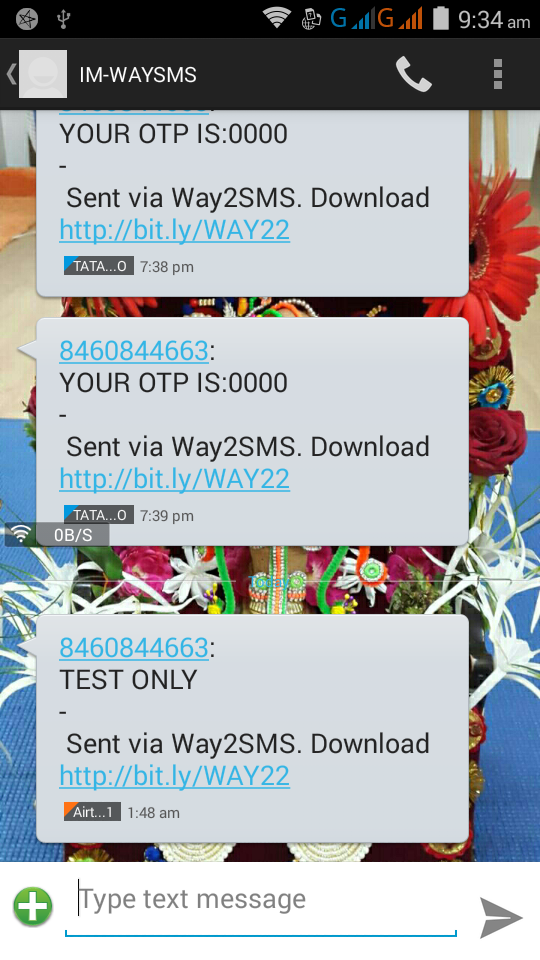 G G 9:34 am
IM-WAYSMS
YOUR OTP IS:0000
-
Sent via Way2SMS. Download
http://bit.ly/WAY22
TATA...O 7:38 pm
8460844663:
YOUR OTP IS:0000
-
Sent via Way2SMS. Download
http://bit.ly/WAY22
TATA...O 7:39 pm
0B/S
8460844663:
TEST ONLY
-
Sent via Way2SMS. Download
http://bit.ly/WAY22
Airt...1 1:48 am
Type text message